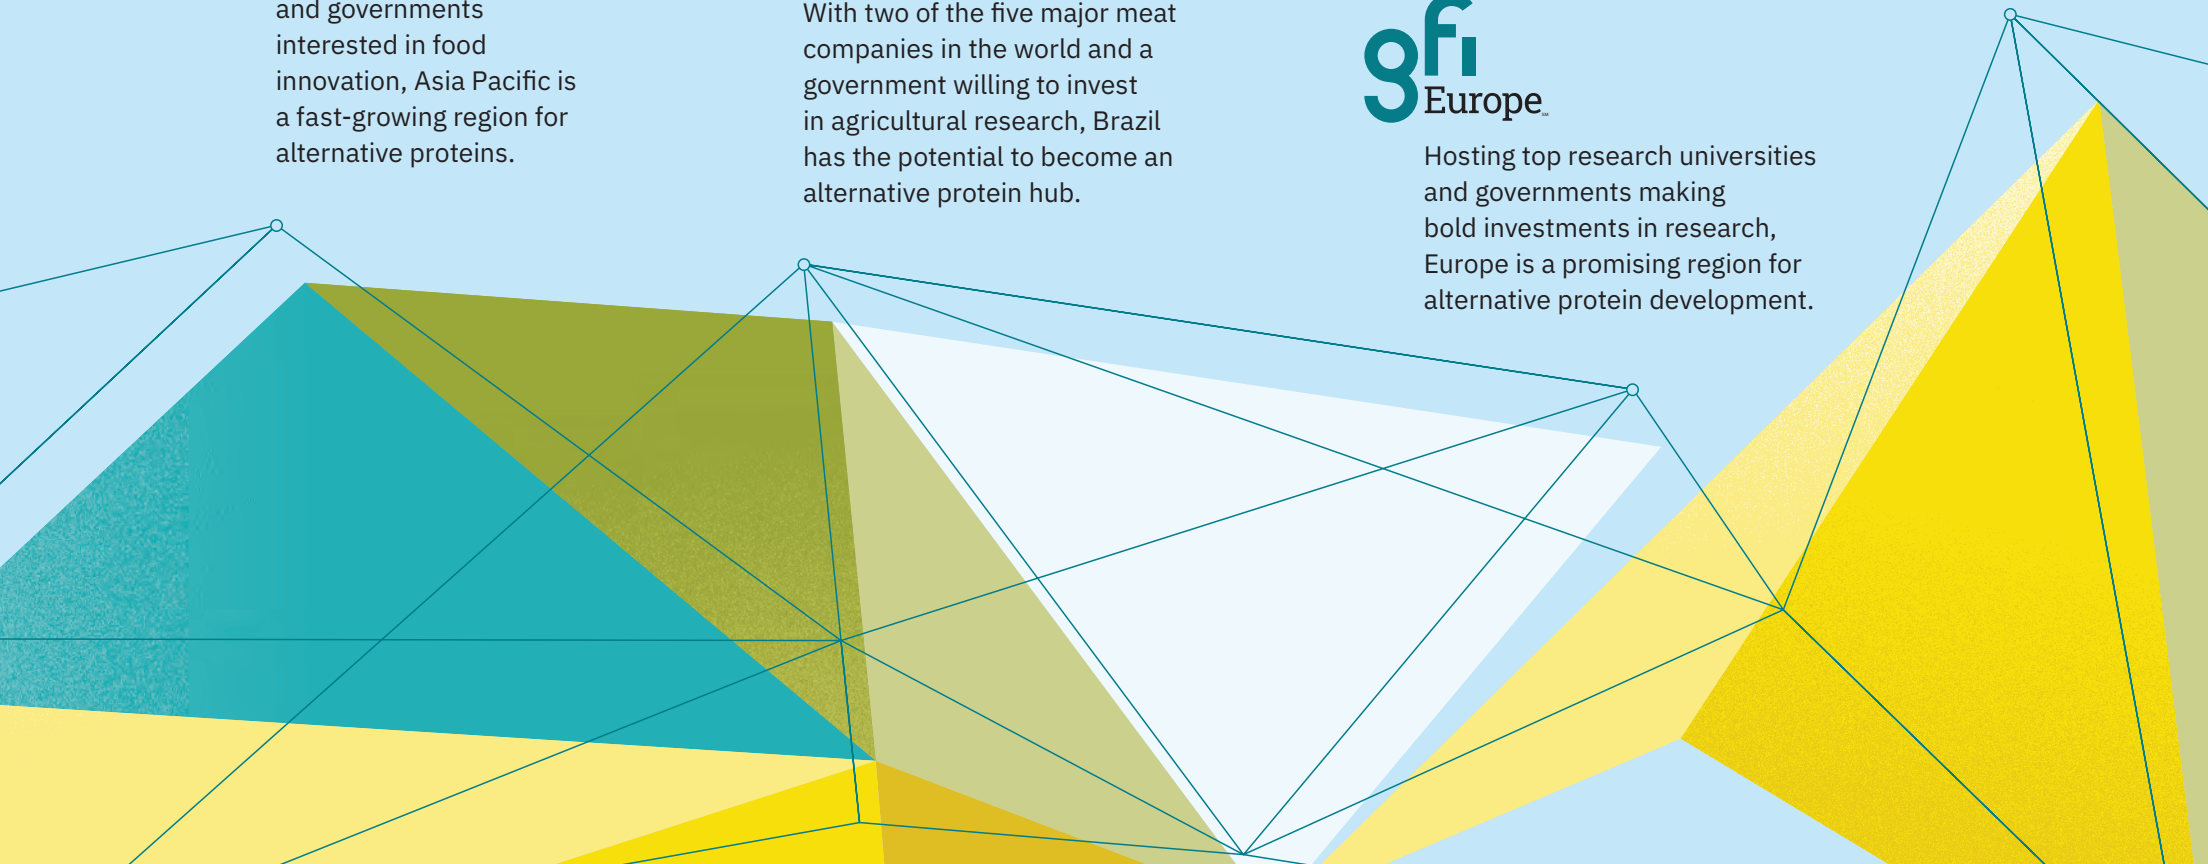 and governments
interested in food
innovation, Asia Pacific is
a fast-growing region for
alternative proteins.
With two of the five major meat
companies in the world and a
government willing to invest
in agricultural research, Brazil
has the potential to become an
alternative protein hub.
gfi
Europe
Hosting top research universities
and governments making
bold investments in research,
Europe is a promising region for
alternative protein development.